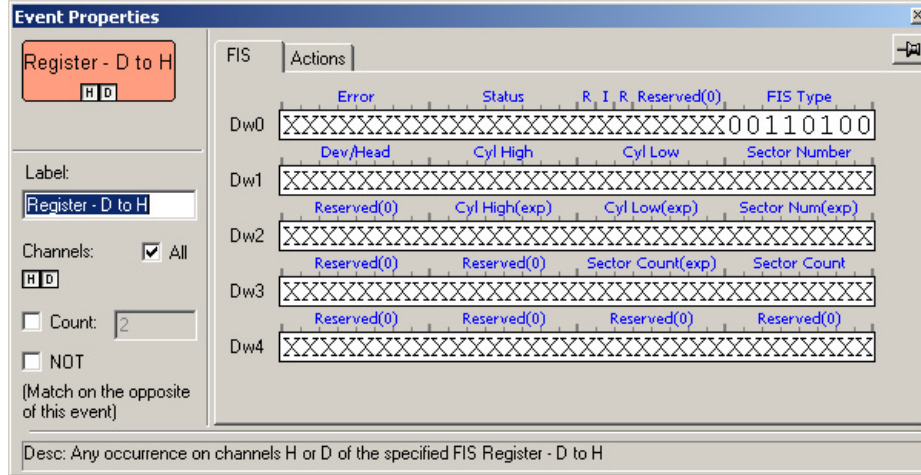 Event Properties
Register - D to H
H D
FIS
Actions
Error Status R I R Reserved(0) FIS Type
Dw0 XXXXXXXXXXXXXXXXXXXXXXXX00110100
Dev/Head Cyl High Cyl Low Sector Number
Dw1 XXXXXXXXXXXXXXXXXXXXXXXXXXXXXXXX
Reserved(0) Cyl High(exp) Cyl Low(exp) Sector Num(exp)
Dw2 XXXXXXXXXXXXXXXXXXXXXXXXXXXXXXXX
Reserved(0) Reserved(0) Sector Count(exp) Sector Count
Dw3 XXXXXXXXXXXXXXXXXXXXXXXXXXXXXXXX
Reserved(0) Reserved(0) Reserved(0) Reserved(0)
Dw4 XXXXXXXXXXXXXXXXXXXXXXXXXXXXXXXX
Label:
Register - D to H
Channels: All
H D
Count: 2
NOT
(Match on the opposite
of this event)
Desc: Any occurrence on channels H or D of the specified FIS Register - D to H